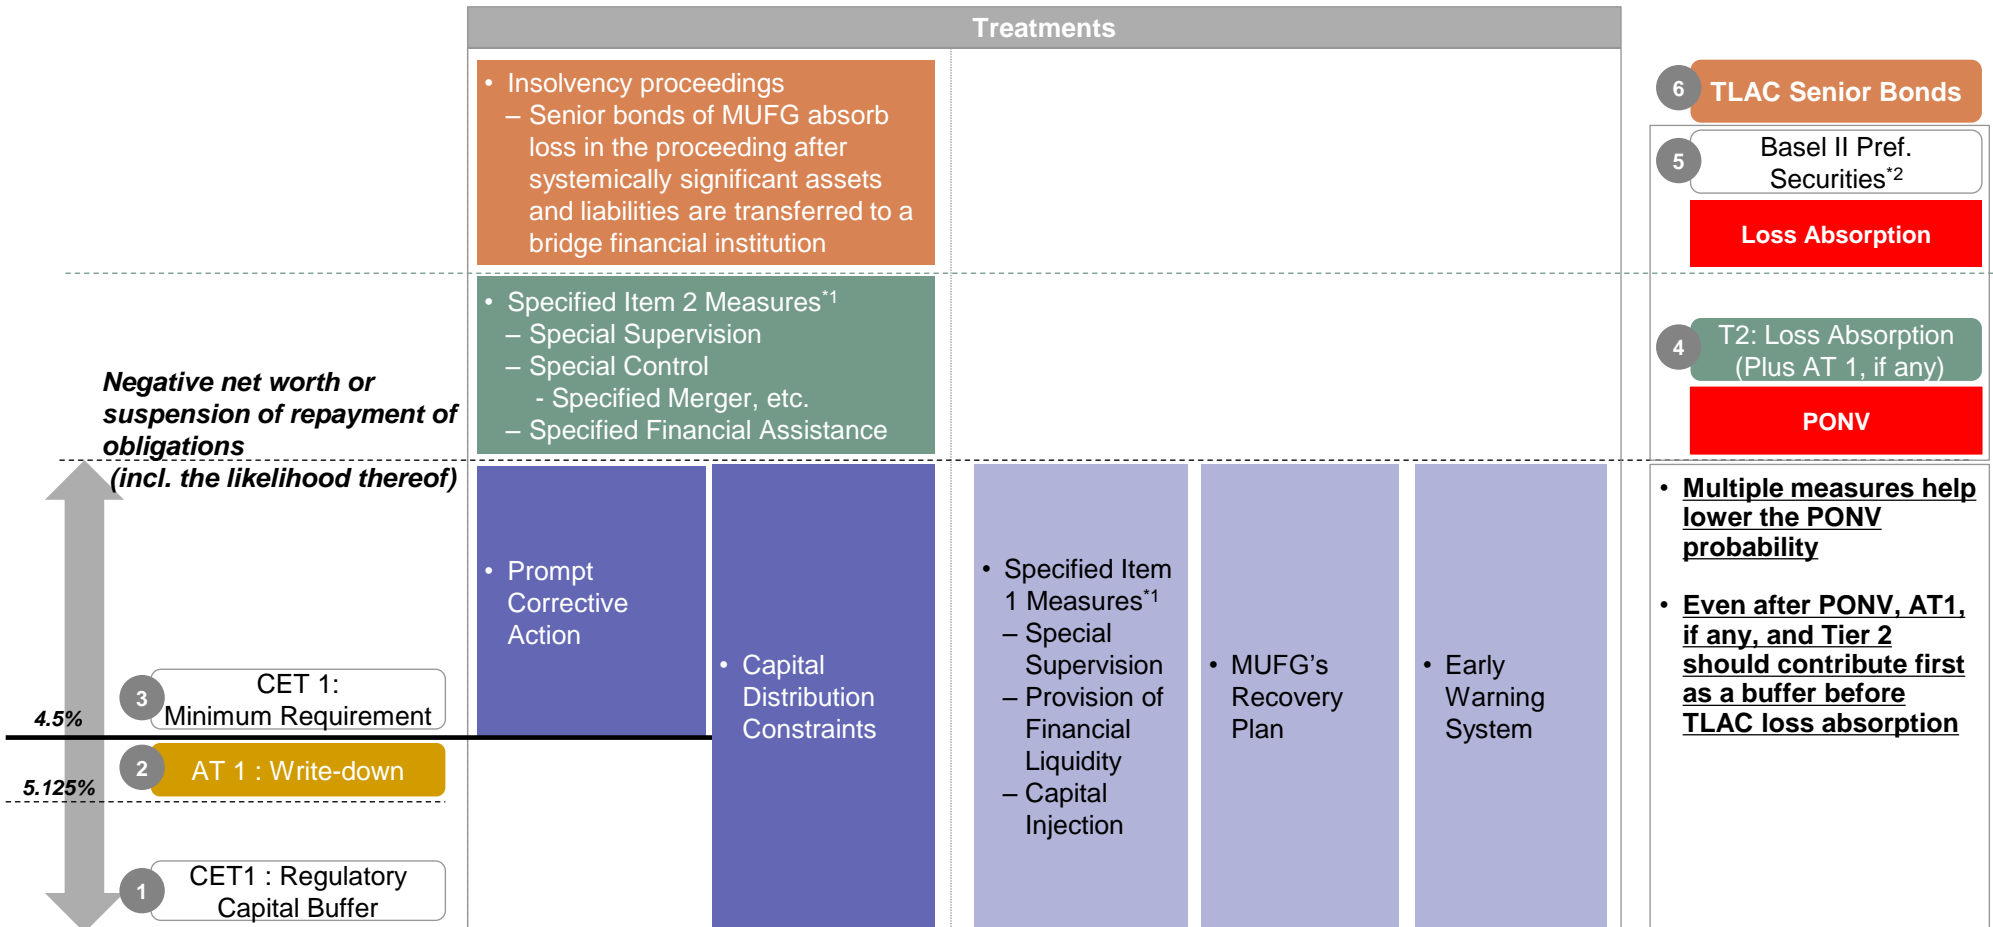 Treatments
• Insolvency proceedings
– Senior bonds of MUFG absorb
loss in the proceeding after
systemically significant assets
and liabilities are transferred to a
bridge financial institution
6
TLAC Senior Bonds
5
Basel II Pref.
Securities*2
Loss Absorption
• Specified Item 2 Measures*1
– Special Supervision
– Special Control
- Specified Merger, etc.
– Specified Financial Assistance
4
T2: Loss Absorption
(Plus AT 1, if any)
PONV
Negative net worth or
suspension of repayment of
obligations
(incl. the likelihood thereof)
4.5%
5.125%
3
CET 1:
Minimum Requirement
2
AT 1 : Write-down
1
CET1 : Regulatory
Capital Buffer
• Prompt
Corrective
Action
• Capital
Distribution
Constraints
• Specified Item
1 Measures*1
– Special
Supervision
– Provision of
Financial
Liquidity
– Capital
Injection
• MUFG’s
Recovery
Plan
• Early
Warning
System
• Multiple measures help
lower the PONV
probability
• Even after PONV, AT1,
if any, and Tier 2
should contribute first
as a buffer before
TLAC loss absorption